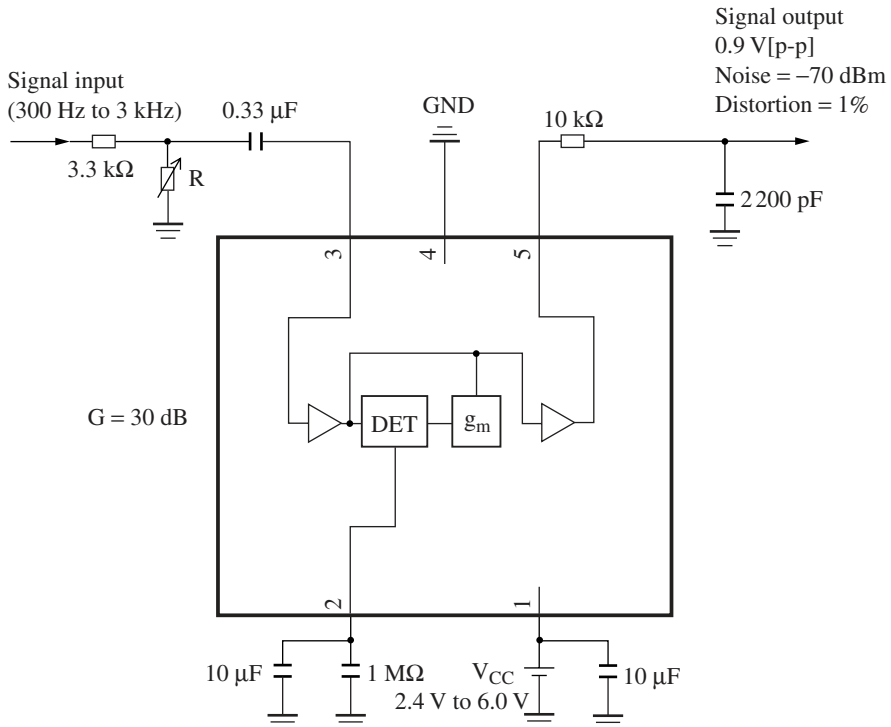 Signal output
0.9 V[p-p]
Noise = −70 dBm
Distortion = 1%
Signal input
(300 Hz to 3 kHz)
0.33 μF
GND
10 kΩ
3.3 kΩ
R
2 200 pF
3
4
5
G = 30 dB
DET
gm
2
1
10 μF
1 MΩ
VCC
2.4 V to 6.0 V
10 μF